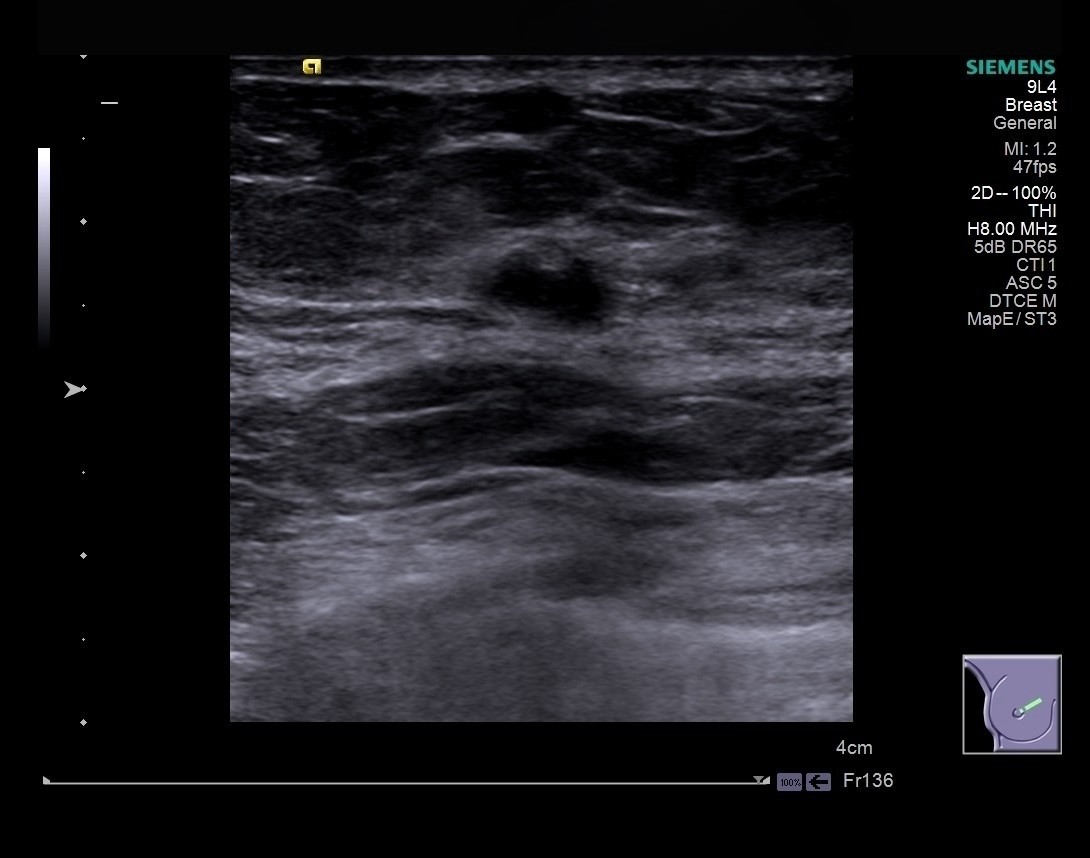 SIEMENS
9L4
Breast
General
MI: 1.2
47fps
2D--100%
THI
H8.00 MHz
5dB DR65
CTI 1
ASC 5
DTCE M
MapE / ST3
4cm
100%
Fr136